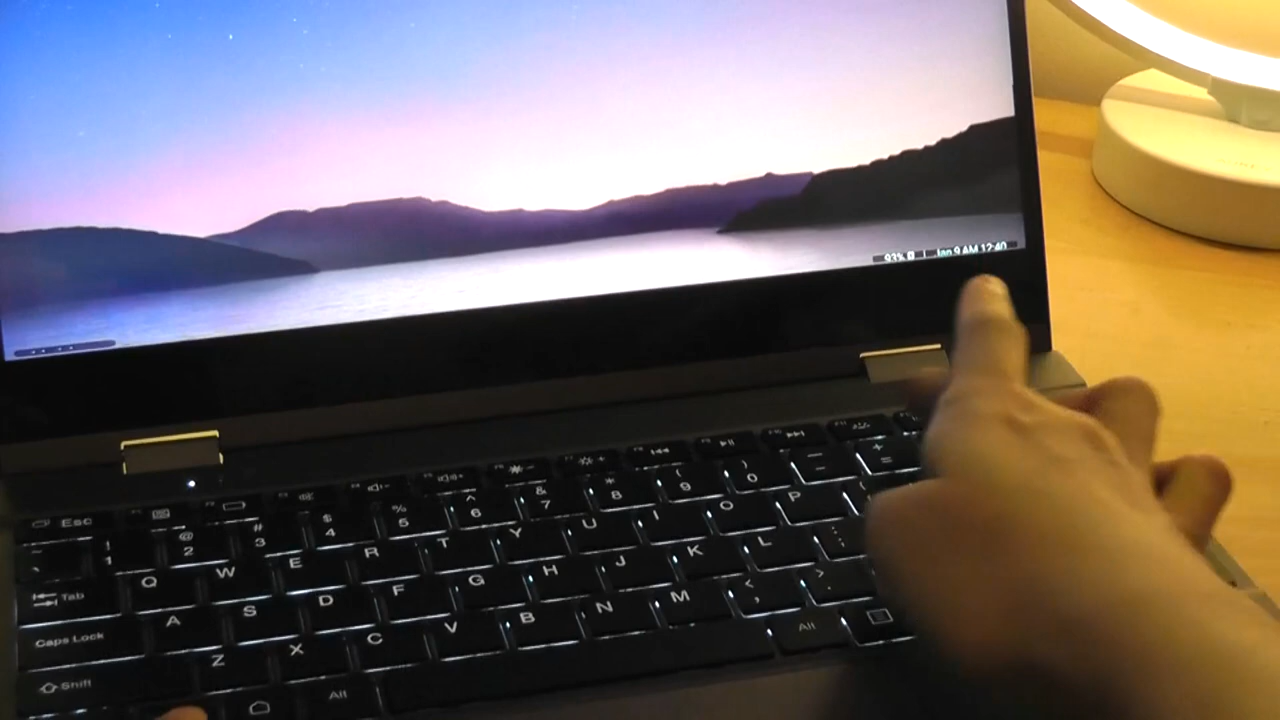 93% Jan 9 AM 12:40
Esc
@ 2 # 3 $ 4 % 5 ^ 6 & 7 * 8 ( 9 ) 0 — - + =
~ ` ! 1
Tab Q W E R T Y U I O P
Caps Lock A S D F G H J K L : ;
Shift Z X C V B N M < , > .
Alt Alt